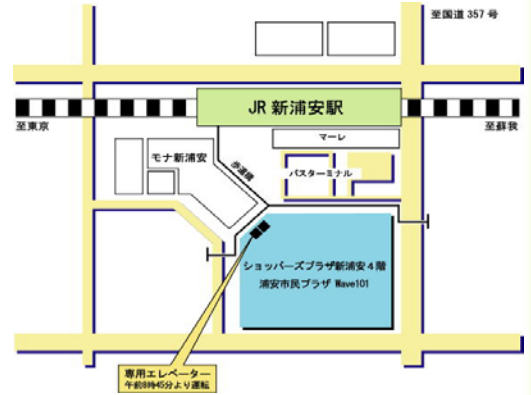 至国道 357 号
JR 新浦安駅
至東京
至蘇我
マーレ
モナ新浦安
歩道橋
バスターミナル
ショッパーズプラザ新浦安４階
浦安市民プラザ Wave101
専用エレベーター
午前8時45分より運転